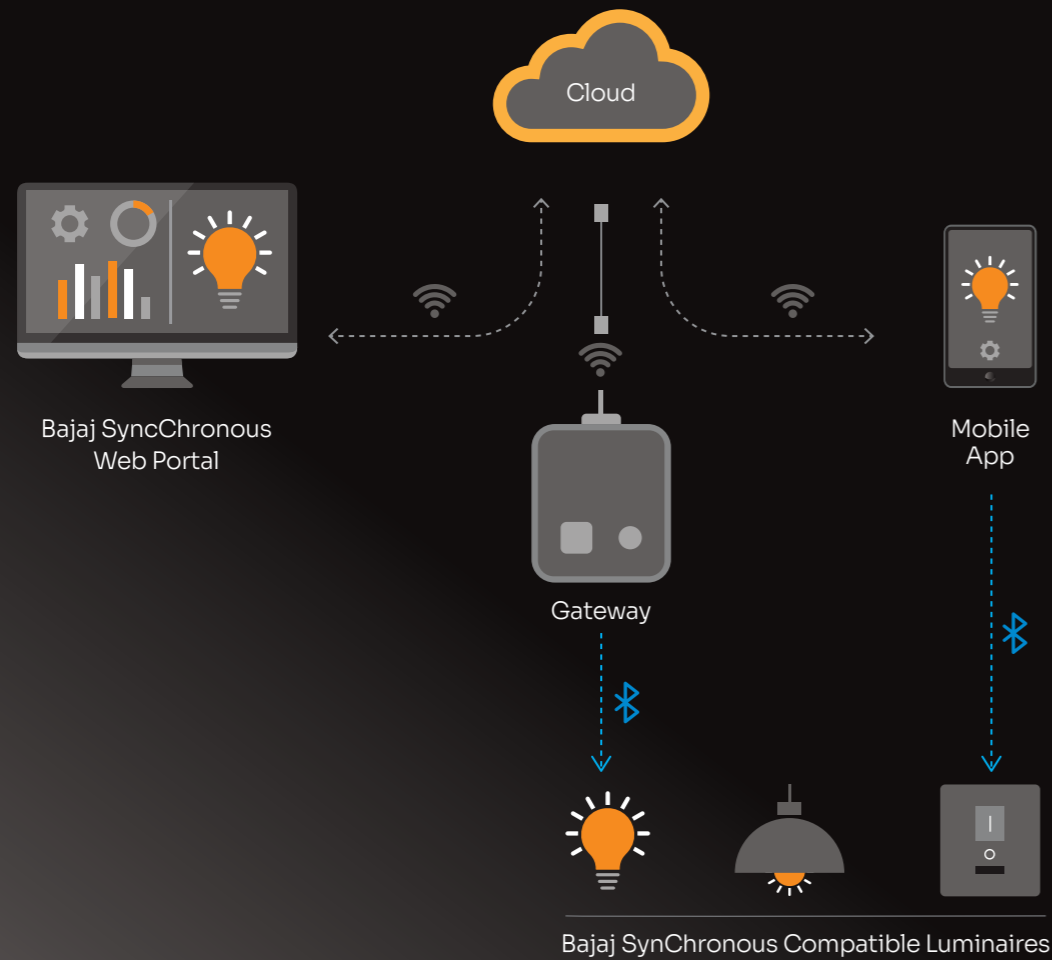 Cloud
Bajaj SyncChronous
Web Portal
Mobile
App
Gateway
Bajaj SynChronous Compatible Luminaires